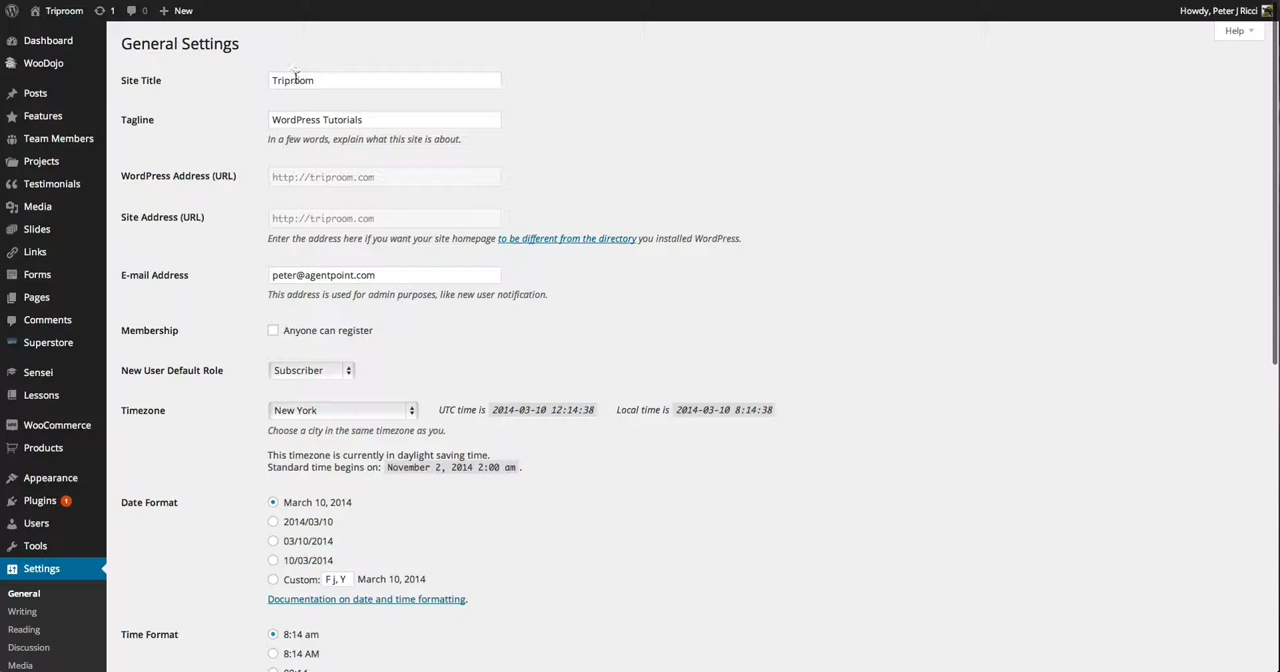 Triproom 1 0 New Howdy, Peter J Ricci
Help
Dashboard
WooDojo
Posts
Features
Team Members
Projects
Testimonials
Media
Slides
Links
Forms
Pages
Comments
Superstore
Sensei
Lessons
WooCommerce
Products
Appearance
Plugins 1
Users
Tools
Settings
General
Writing
Reading
Discussion
Media
General Settings
Site Title Triproom
Tagline WordPress Tutorials
In a few words, explain what this site is about.
WordPress Address (URL) http://triproom.com
Site Address (URL) http://triproom.com
Enter the address here if you want your site homepage to be different from the directory you installed WordPress.
E-mail Address peter@agentpoint.com
This address is used for admin purposes, like new user notification.
Membership Anyone can register
New User Default Role Subscriber
Timezone New York UTC time is 2014-03-10 12:14:38 Local time is 2014-03-10 8:14:38
Choose a city in the same timezone as you.
This timezone is currently in daylight saving time.
Standard time begins on: November 2, 2014 2:00 am .
Date Format March 10, 2014
2014/03/10
03/10/2014
10/03/2014
Custom: F j, Y March 10, 2014
Documentation on date and time formatting.
Time Format 8:14 am
8:14 AM